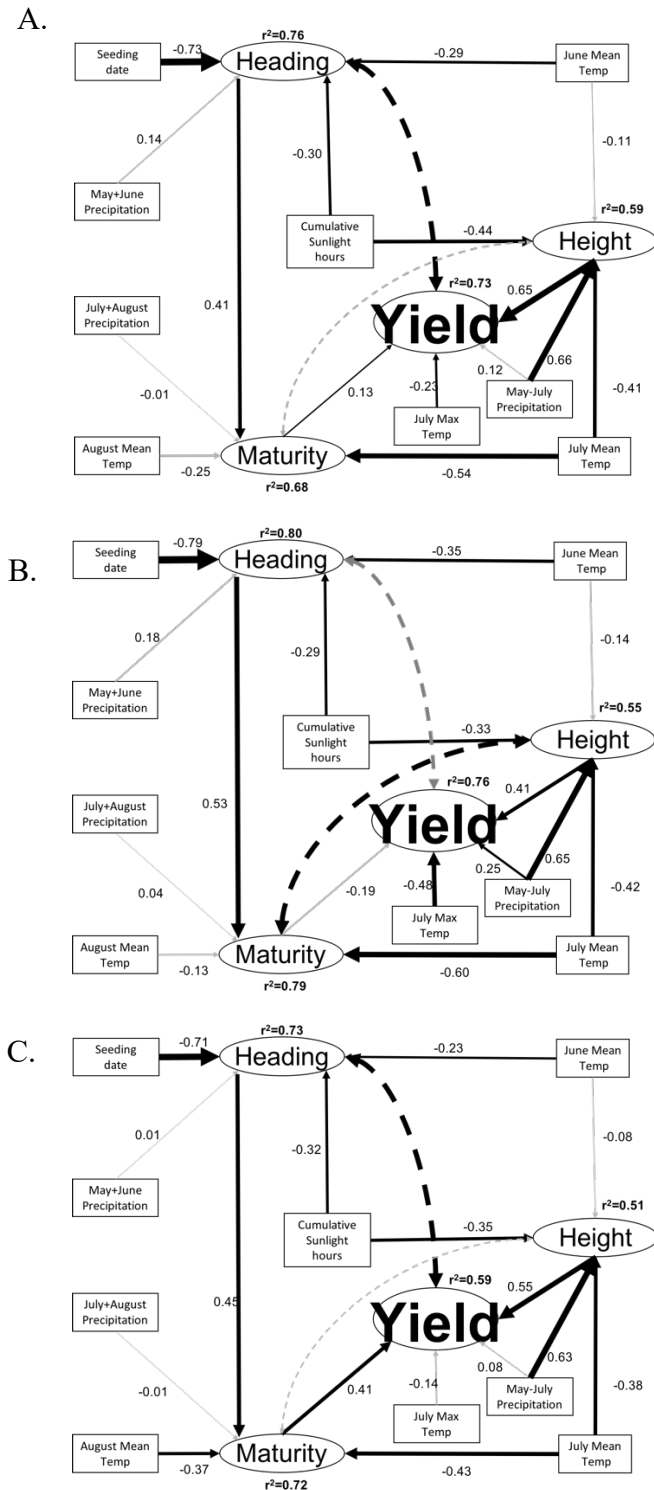 A.
r²=0.76
Seeding
date
-0.73
Heading
-0.29
June Mean
Temp
0.14
-0.30
-0.11
May+June
Precipitation
Cumulative
Sunlight
hours
-0.44
r²=0.59
Height
July+August
Precipitation
0.41
r²=0.73
Yield
0.65
0.66
-0.01
0.13
-0.23
0.12
May-July
Precipitation
-0.41
August Mean
Temp
-0.25
Maturity
r²=0.68
July Max
Temp
-0.54
July Mean
Temp
B.
r²=0.80
Seeding
date
-0.79
Heading
-0.35
June Mean
Temp
0.18
-0.29
-0.14
May+June
Precipitation
Cumulative
Sunlight
hours
-0.33
r²=0.55
Height
July+August
Precipitation
0.53
r²=0.76
Yield
0.41
0.65
0.04
-0.19
-0.48
0.25
May-July
Precipitation
-0.42
August Mean
Temp
-0.13
Maturity
r²=0.79
July Max
Temp
-0.60
July Mean
Temp
C.
r²=0.73
Seeding
date
-0.71
Heading
-0.23
June Mean
Temp
0.01
-0.32
-0.08
May+June
Precipitation
Cumulative
Sunlight
hours
-0.35
r²=0.51
Height
July+August
Precipitation
0.45
r²=0.59
Yield
0.55
0.63
-0.01
0.41
-0.14
0.08
May-July
Precipitation
-0.38
August Mean
Temp
-0.37
Maturity
r²=0.72
July Max
Temp
-0.43
July Mean
Temp